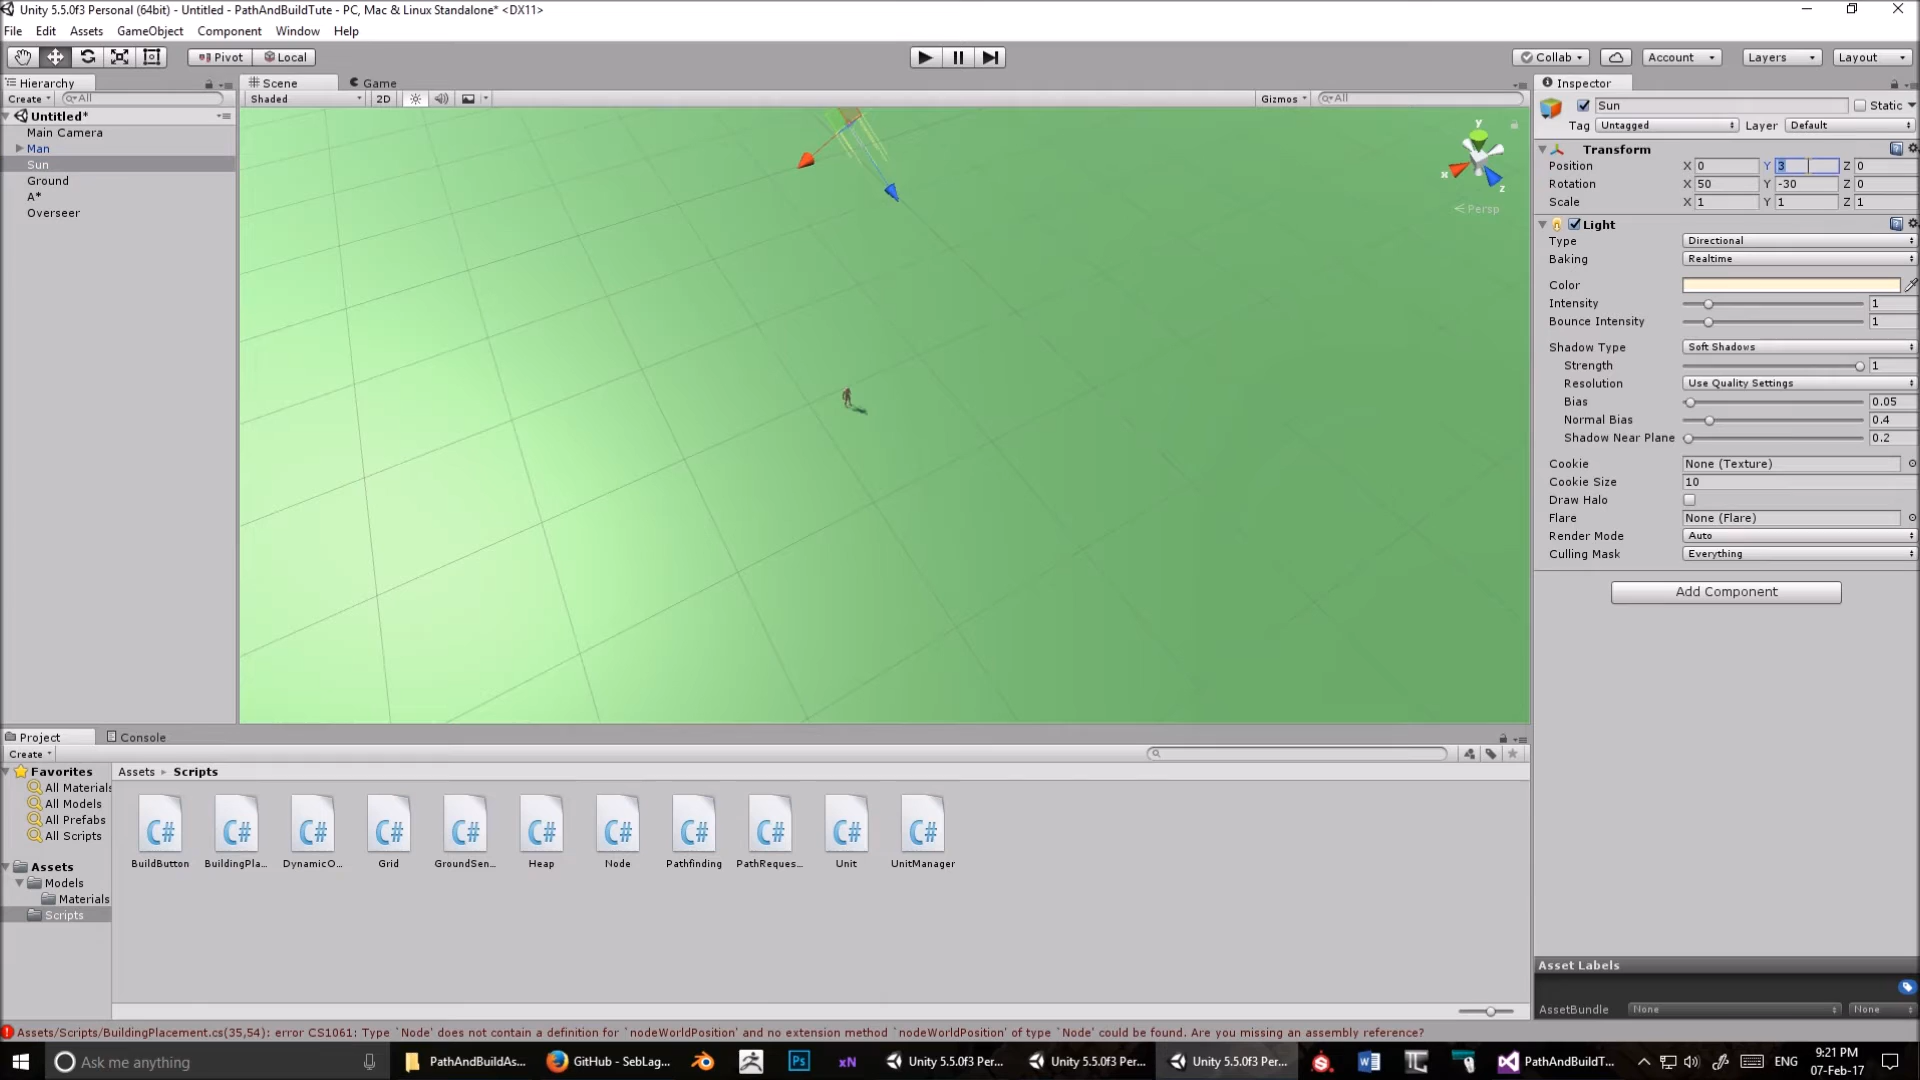 Unity 5.5.0f3 Personal (64bit) - Untitled - PathAndBuildTute - PC, Mac & Linux Standalone* <DX11>
File Edit Assets GameObject Component Window Help
Pivot Local Collab Account Layers Layout
Hierarchy Scene Game Inspector
Create All Shaded 2D Gizmos All
Untitled*
Main Camera
Man
Sun
Ground
A*
Overseer
y
x
z
Persp
Sun Static
Tag Untagged Layer Default
Transform
Position X 0 Y 3 Z 0
Rotation X 50 Y -30 Z 0
Scale X 1 Y 1 Z 1
Light
Type Directional
Baking Realtime
Color
Intensity 1
Bounce Intensity 1
Shadow Type Soft Shadows
Strength 1
Resolution Use Quality Settings
Bias 0.05
Normal Bias 0.4
Shadow Near Plane 0.2
Cookie None (Texture)
Cookie Size 10
Draw Halo
Flare None (Flare)
Render Mode Auto
Culling Mask Everything
Add Component
Project Console
Create
Favorites
All Materials
All Models
All Prefabs
All Scripts
Assets
Models
Materials
Scripts
Assets Scripts
C# C# C# C# C# C# C# C# C# C# C#
BuildButton BuildingPla... DynamicO... Grid GroundSen... Heap Node Pathfinding PathReques... Unit UnitManager
Asset Labels
AssetBundle None None
Assets/Scripts/BuildingPlacement.cs(35,54): error CS1061: Type `Node' does not contain a definition for `nodeWorldPosition' and no extension method `nodeWorldPosition' of type `Node' could be found. Are you missing an assembly reference?
Ask me anything PathAndBuildAs... GitHub - SebLag... Ps xN Unity 5.5.0f3 Per... Unity 5.5.0f3 Per... Unity 5.5.0f3 Per... PathAndBuildT... ENG 9:21 PM
07-Feb-17